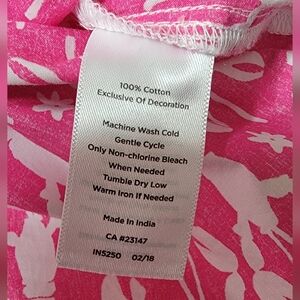 100% Cotton
Exclusive Of Decoration
Machine Wash Cold
Gentle Cycle
Only Non-chlorine Bleach
When Needed
Tumble Dry Low
Warm Iron If Needed
Made In India
CA #23147
IN5250 02/18